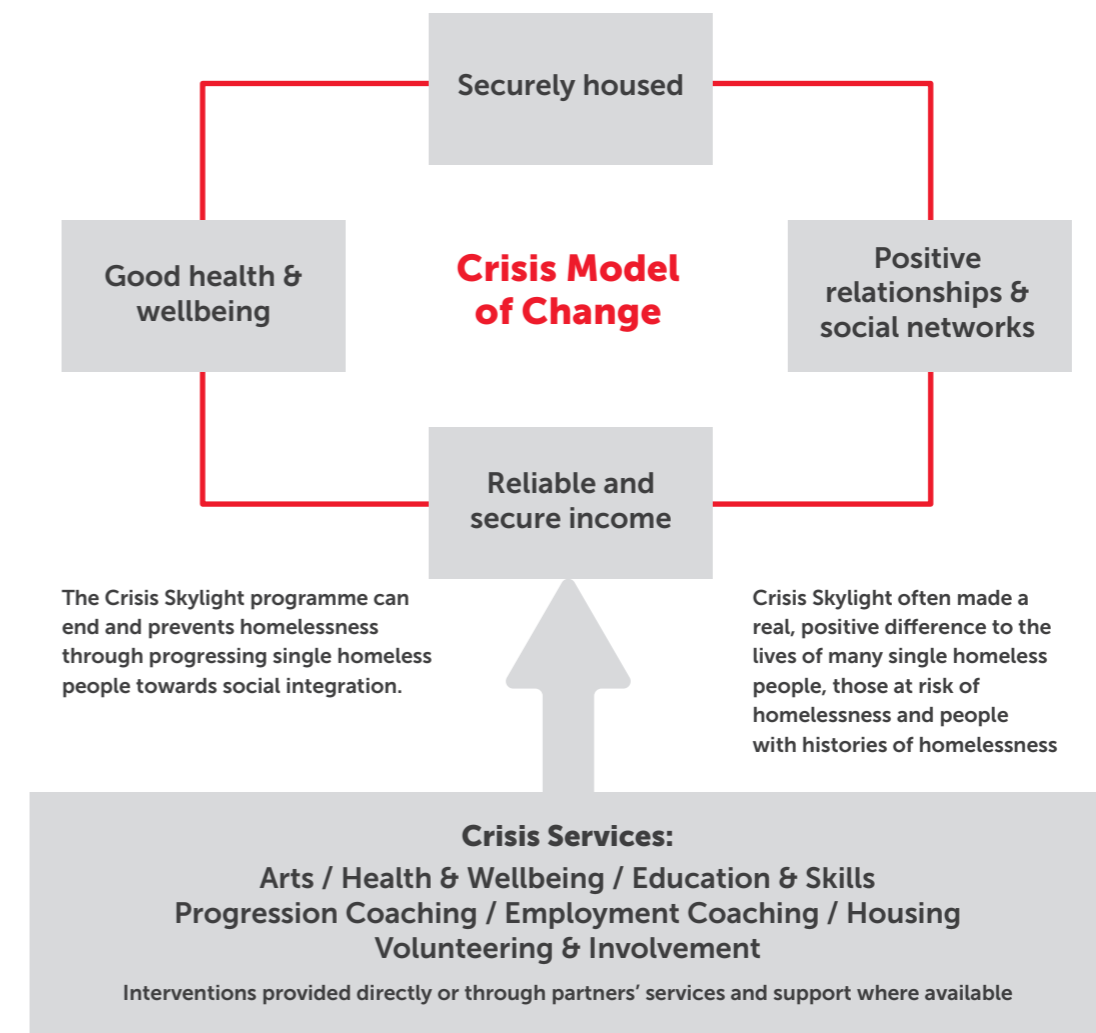 Securely housed
Good health &
wellbeing
Crisis Model
of Change
Positive
relationships &
social networks
Reliable and
secure income
The Crisis Skylight programme can
end and prevents homelessness
through progressing single homeless
people towards social integration.
Crisis Skylight often made a
real, positive difference to the
lives of many single homeless
people, those at risk of
homelessness and people
with histories of homelessness
Crisis Services:
Arts / Health & Wellbeing / Education & Skills
Progression Coaching / Employment Coaching / Housing
Volunteering & Involvement
Interventions provided directly or through partners’ services and support where available